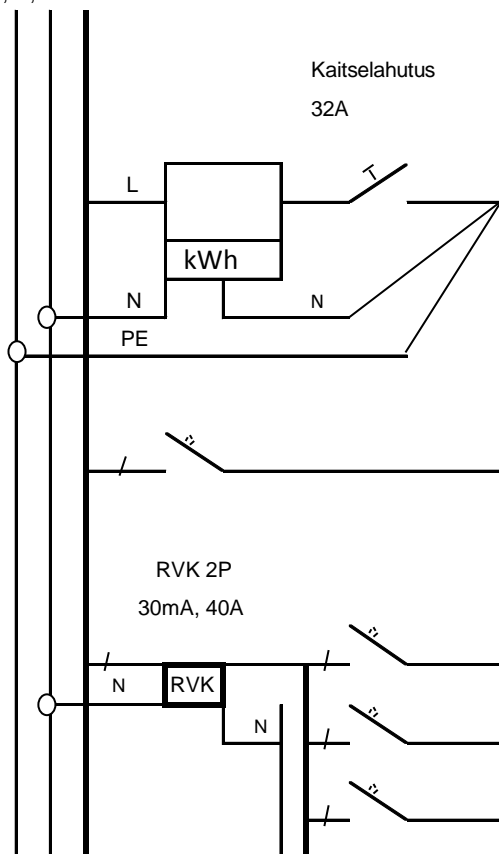 Kaitselahutus
32A
L
kWh
N
N
PE
RVK 2P
30mA, 40A
N
RVK
N